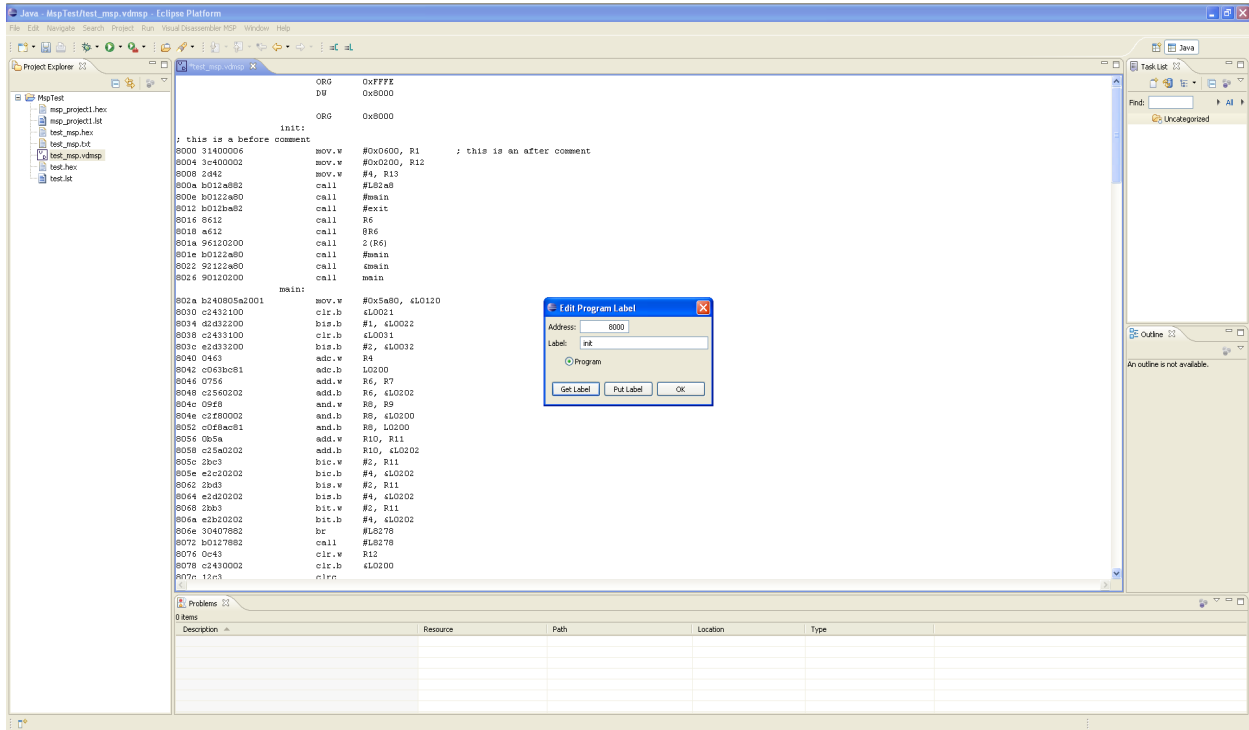 Java - MspTest/test_msp.vdmsp - Eclipse Platform
File Edit Navigate Search Project Run Visual Disassembler MSP Window Help
Java
Project Explorer
MspTest
msp_project1.hex
msp_project1.lst
test_msp.hex
test_msp.txt
test_msp.vdmsp
test.hex
test.lst
*test_msp.vdmsp
ORG 0xFFFE
DW 0x8000
ORG 0x8000
init:
; this is a before comment
8000 31400006 mov.w #0x0600, R1 ; this is an after comment
8004 3c400002 mov.w #0x0200, R12
8008 2d42 mov.w #4, R13
800a b012a882 call #L82a8
800e b0122a80 call #main
8012 b012ba82 call #exit
8016 8612 call R6
8018 a612 call @R6
801a 96120200 call 2(R6)
801e b0122a80 call #main
8022 92122a80 call &main
8026 90120200 call main
main:
802a b240805a2001 mov.w #0x5a80, &L0120
8030 c2432100 clr.b &L0021
8034 d2d32200 bis.b #1, &L0022
8038 c2433100 clr.b &L0031
803c e2d33200 bis.b #2, &L0032
8040 0463 adc.w R4
8042 c063bc81 adc.b L0200
8046 0756 add.w R6, R7
8048 c2560202 add.b R6, &L0202
804c 09f8 and.w R8, R9
804e c2f80002 and.b R8, &L0200
8052 c0f8ac81 and.b R8, L0200
8056 0b5a add.w R10, R11
8058 c25a0202 add.b R10, &L0202
805c 2bc3 bic.w #2, R11
805e e2c20202 bic.b #4, &L0202
8062 2bd3 bis.w #2, R11
8064 e2d20202 bis.b #4, &L0202
8068 2bb3 bit.w #2, R11
806a e2b20202 bit.b #4, &L0202
806e 30407882 br #L8278
8072 b0127882 call #L8278
8076 0c43 clr.w R12
8078 c2430002 clr.b &L0200
807c 12c3 clrc
Edit Program Label
Address: 8000
Label: init
Program
Get Label Put Label OK
Task List
Find: All
Uncategorized
Outline
An outline is not available.
Problems
0 items
Description Resource Path Location Type